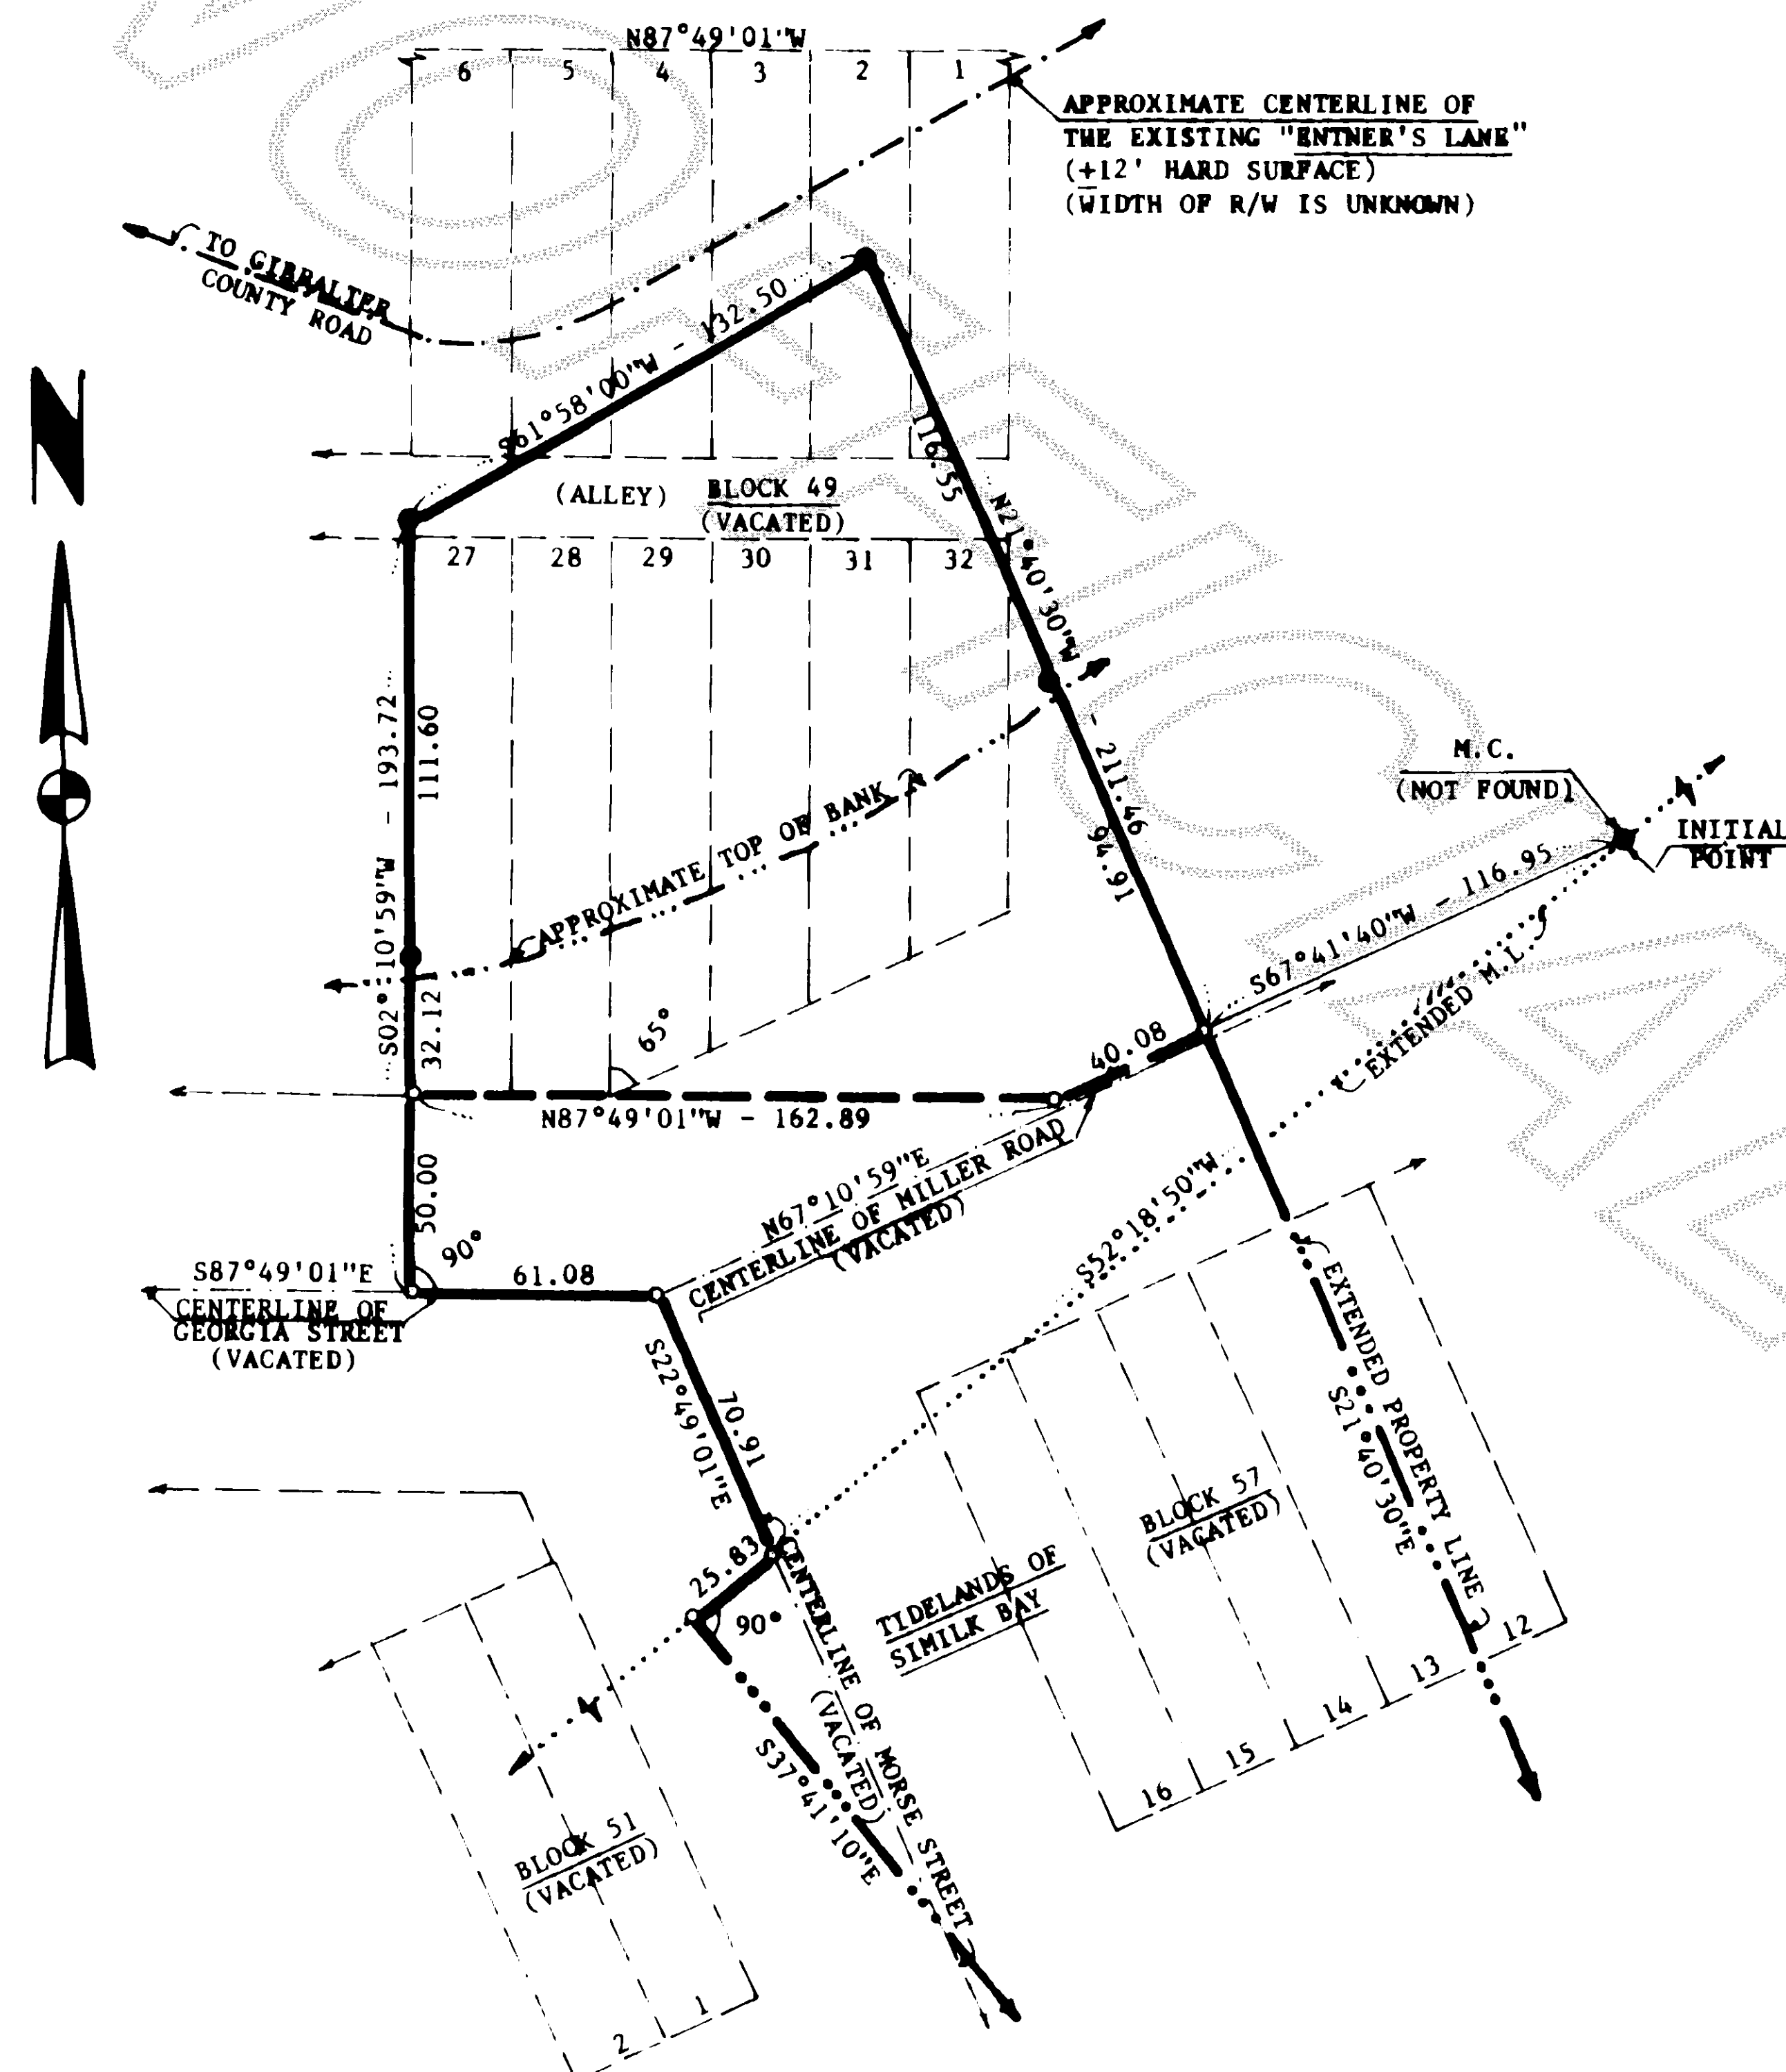 N87°49'01"W
6 5 4 3 2 1
APPROXIMATE CENTERLINE OF
THE EXISTING "ENTNER'S LANE"
(±12' HARD SURFACE)
(WIDTH OF R/W IS UNKNOWN)
TO GIBRALTER
COUNTY ROAD
N
S61°58'00"W - 132.50
(ALLEY)
BLOCK 49
(VACATED)
116.55
N21°40'30"W - 211.46
94.91
27 28 29 30 31 32
S02°10'59"W - 193.72
111.60
32.12
APPROXIMATE TOP OF BANK
65°
M.C.
(NOT FOUND)
INITIAL
POINT
S67°41'40"W - 116.95
EXTENDED M.L.
40.08
N87°49'01"W - 162.89
50.00
90°
N67°10'59"E
CENTERLINE OF MILLER ROAD
(VACATED)
S52°18'50"W
S87°49'01"E
CENTERLINE OF
GEORGIA STREET
(VACATED)
61.08
S22°49'01"E
70.91
EXTENDED PROPERTY LINE
S21°40'30"E
25.83
90°
CENTERLINE OF MORSE STREET
(VACATED)
S37°41'10"E
TIDELANDS OF
SIMILK BAY
BLOCK 57
(VACATED)
16 15 14 13 12
BLOCK 51
(VACATED)
2 1